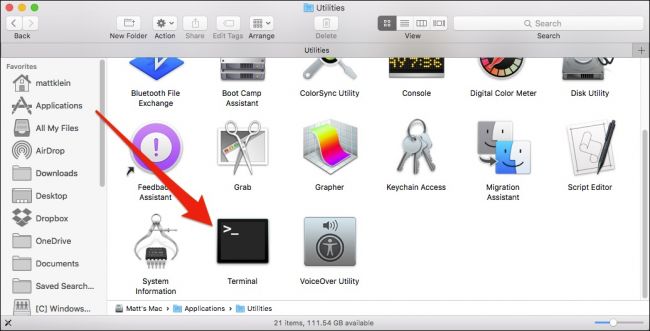 Utilities
Back
New Folder
Action
Share
Edit Tags
Arrange
Delete
View
Search
Search
Utilities
Favorites
mattklein
Applications
All My Files
AirDrop
Downloads
Desktop
Dropbox
OneDrive
Documents
Saved Search...
[C] Windows...
Bluetooth File
Exchange
Boot Camp
Assistant
ColorSync Utility
Console
Digital Color Meter
Disk Utility
Feedback
Assistant
Grab
Grapher
Keychain Access
Migration
Assistant
Script Editor
>_
System
Information
Terminal
VoiceOver Utility
Matt's Mac
Applications
Utilities
21 items, 111.54 GB available